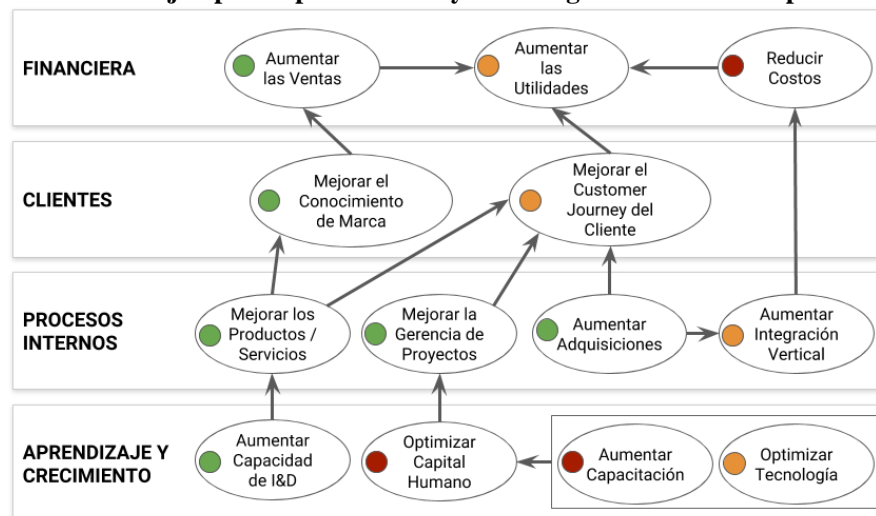 FINANCIERA
Aumentar
las Ventas
Aumentar
las
Utilidades
Reducir
Costos
CLIENTES
Mejorar el
Conocimiento
de Marca
Mejorar el
Customer
Journey del
Cliente
PROCESOS
INTERNOS
Mejorar los
Productos /
Servicios
Mejorar la
Gerencia de
Proyectos
Aumentar
Adquisiciones
Aumentar
Integración
Vertical
APRENDIZAJE Y
CRECIMIENTO
Aumentar
Capacidad
de I&D
Optimizar
Capital
Humano
Aumentar
Capacitación
Optimizar
Tecnología